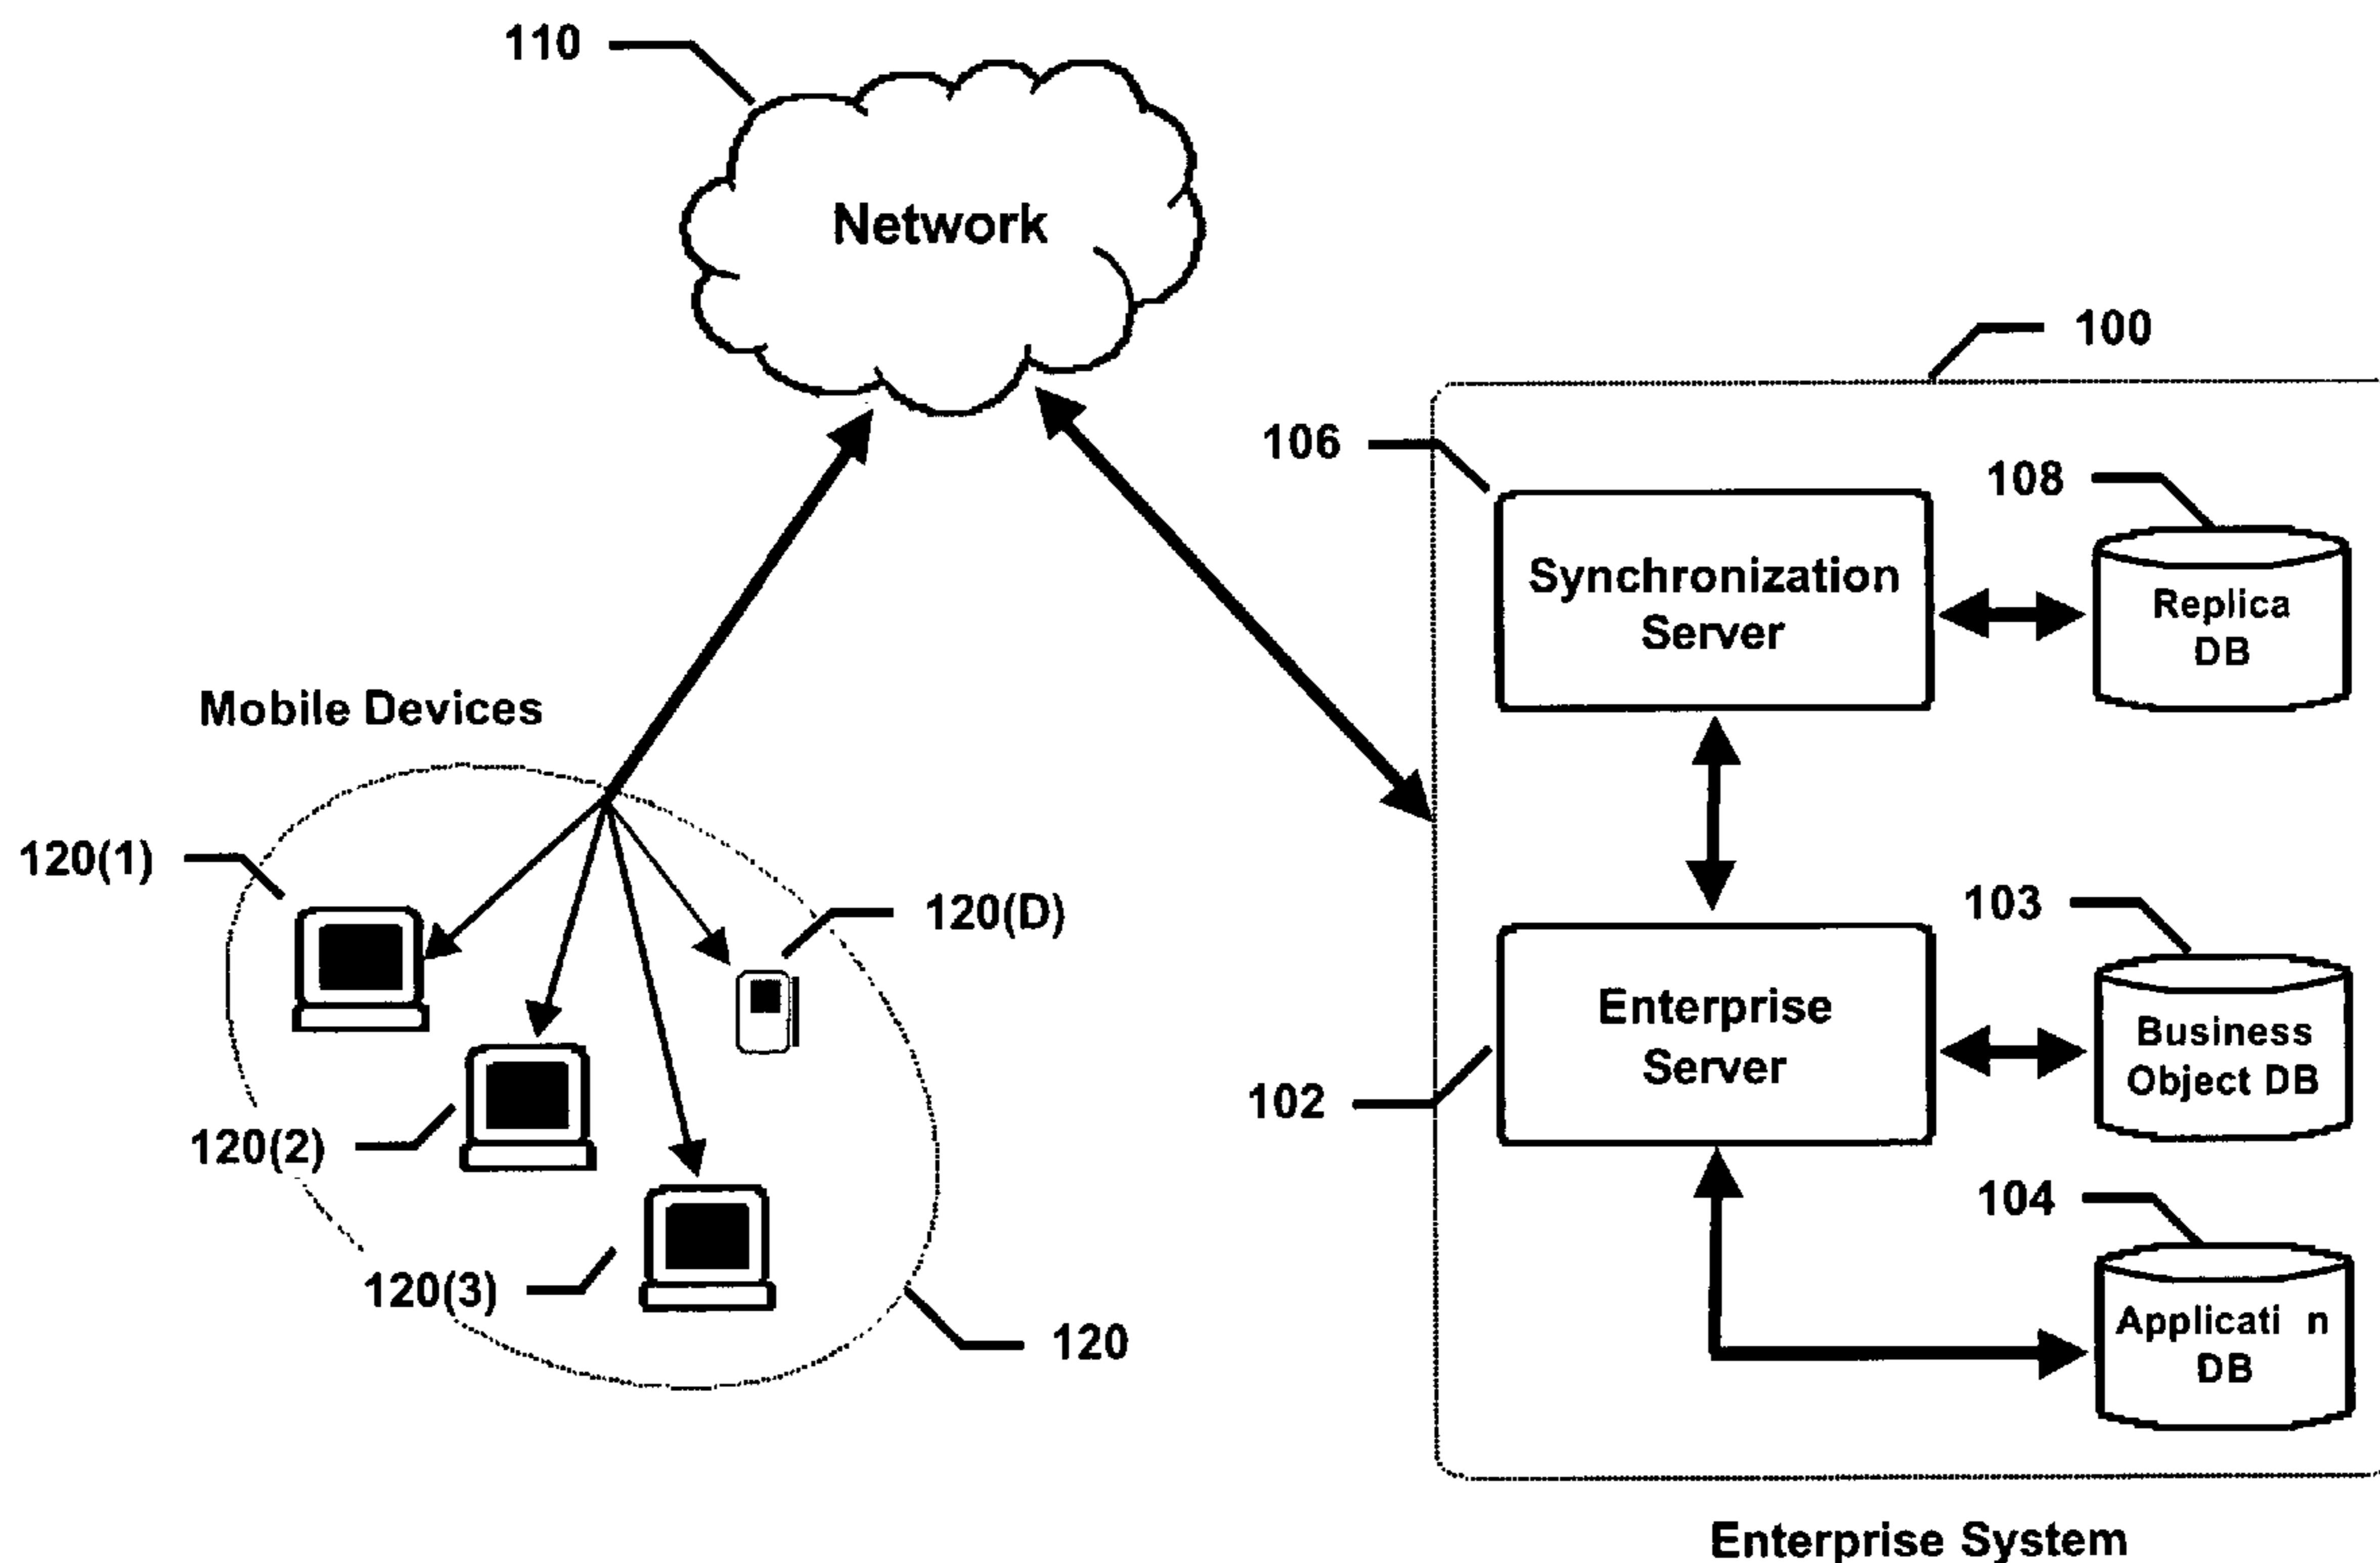 110
Network
100
106
108
Synchronization
Server
Replica
DB
Mobile Devices
120(1)
120(D)
103
Enterprise
Server
Business
Object DB
102
120(2)
104
120(3)
120
Applicati n
DB
Enterprise System